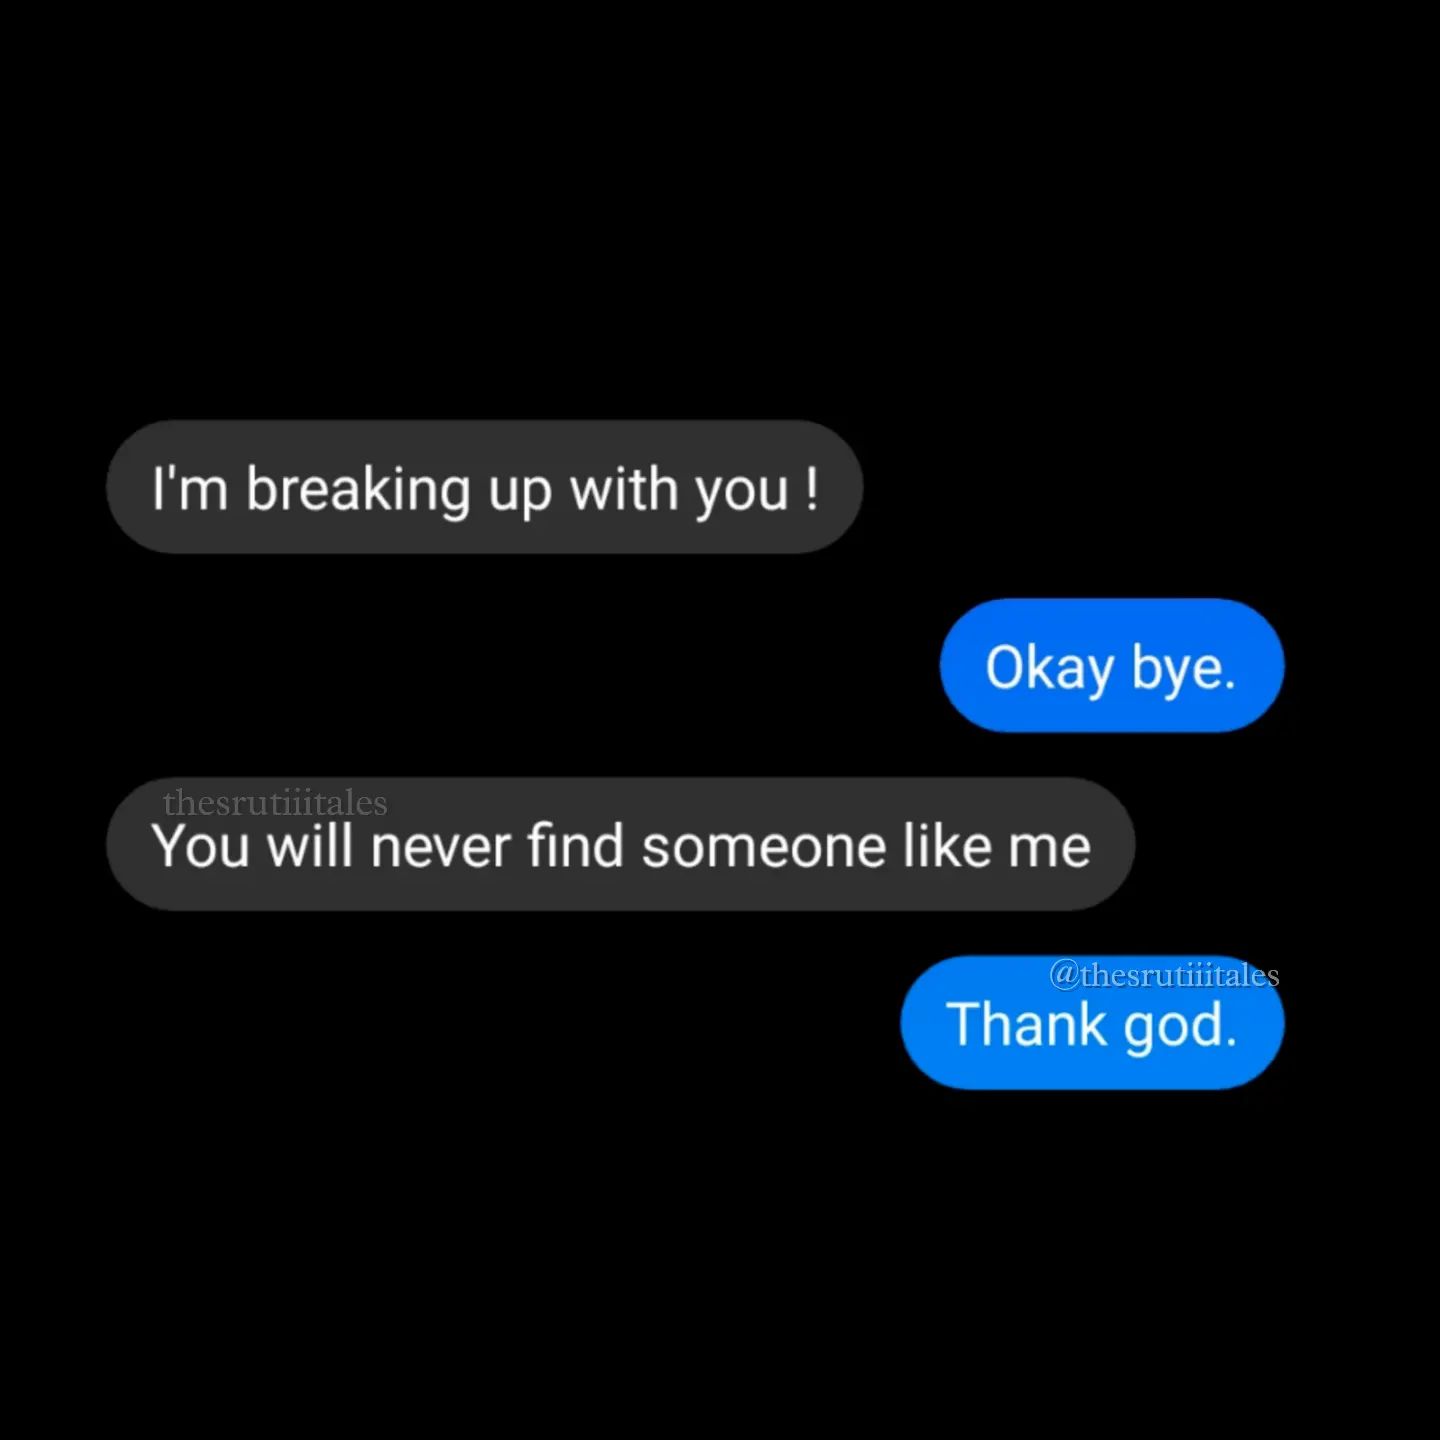 I'm breaking up with you !
Okay bye.
thesrutiiitales
You will never find someone like me
@thesrutiiitales
Thank god.